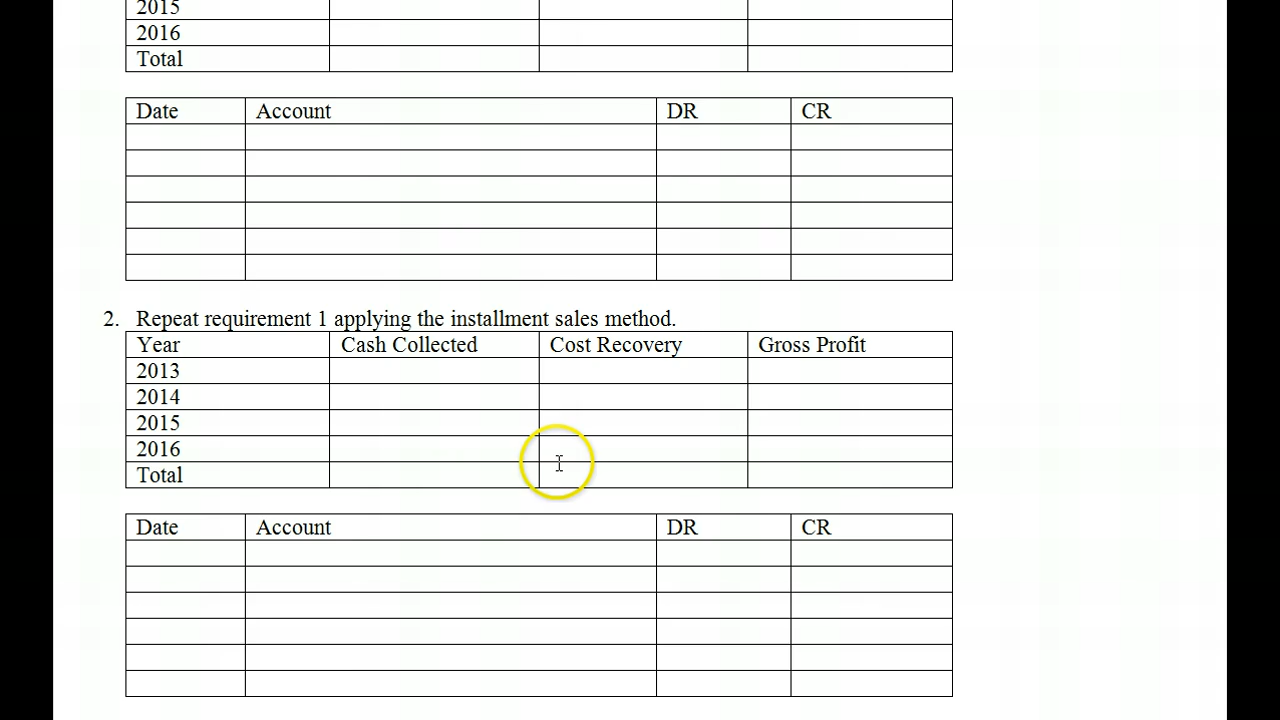 2015
2016
Total
Date Account DR CR
2. Repeat requirement 1 applying the installment sales method.
Year Cash Collected Cost Recovery Gross Profit
2013
2014
2015
2016
Total
Date Account DR CR